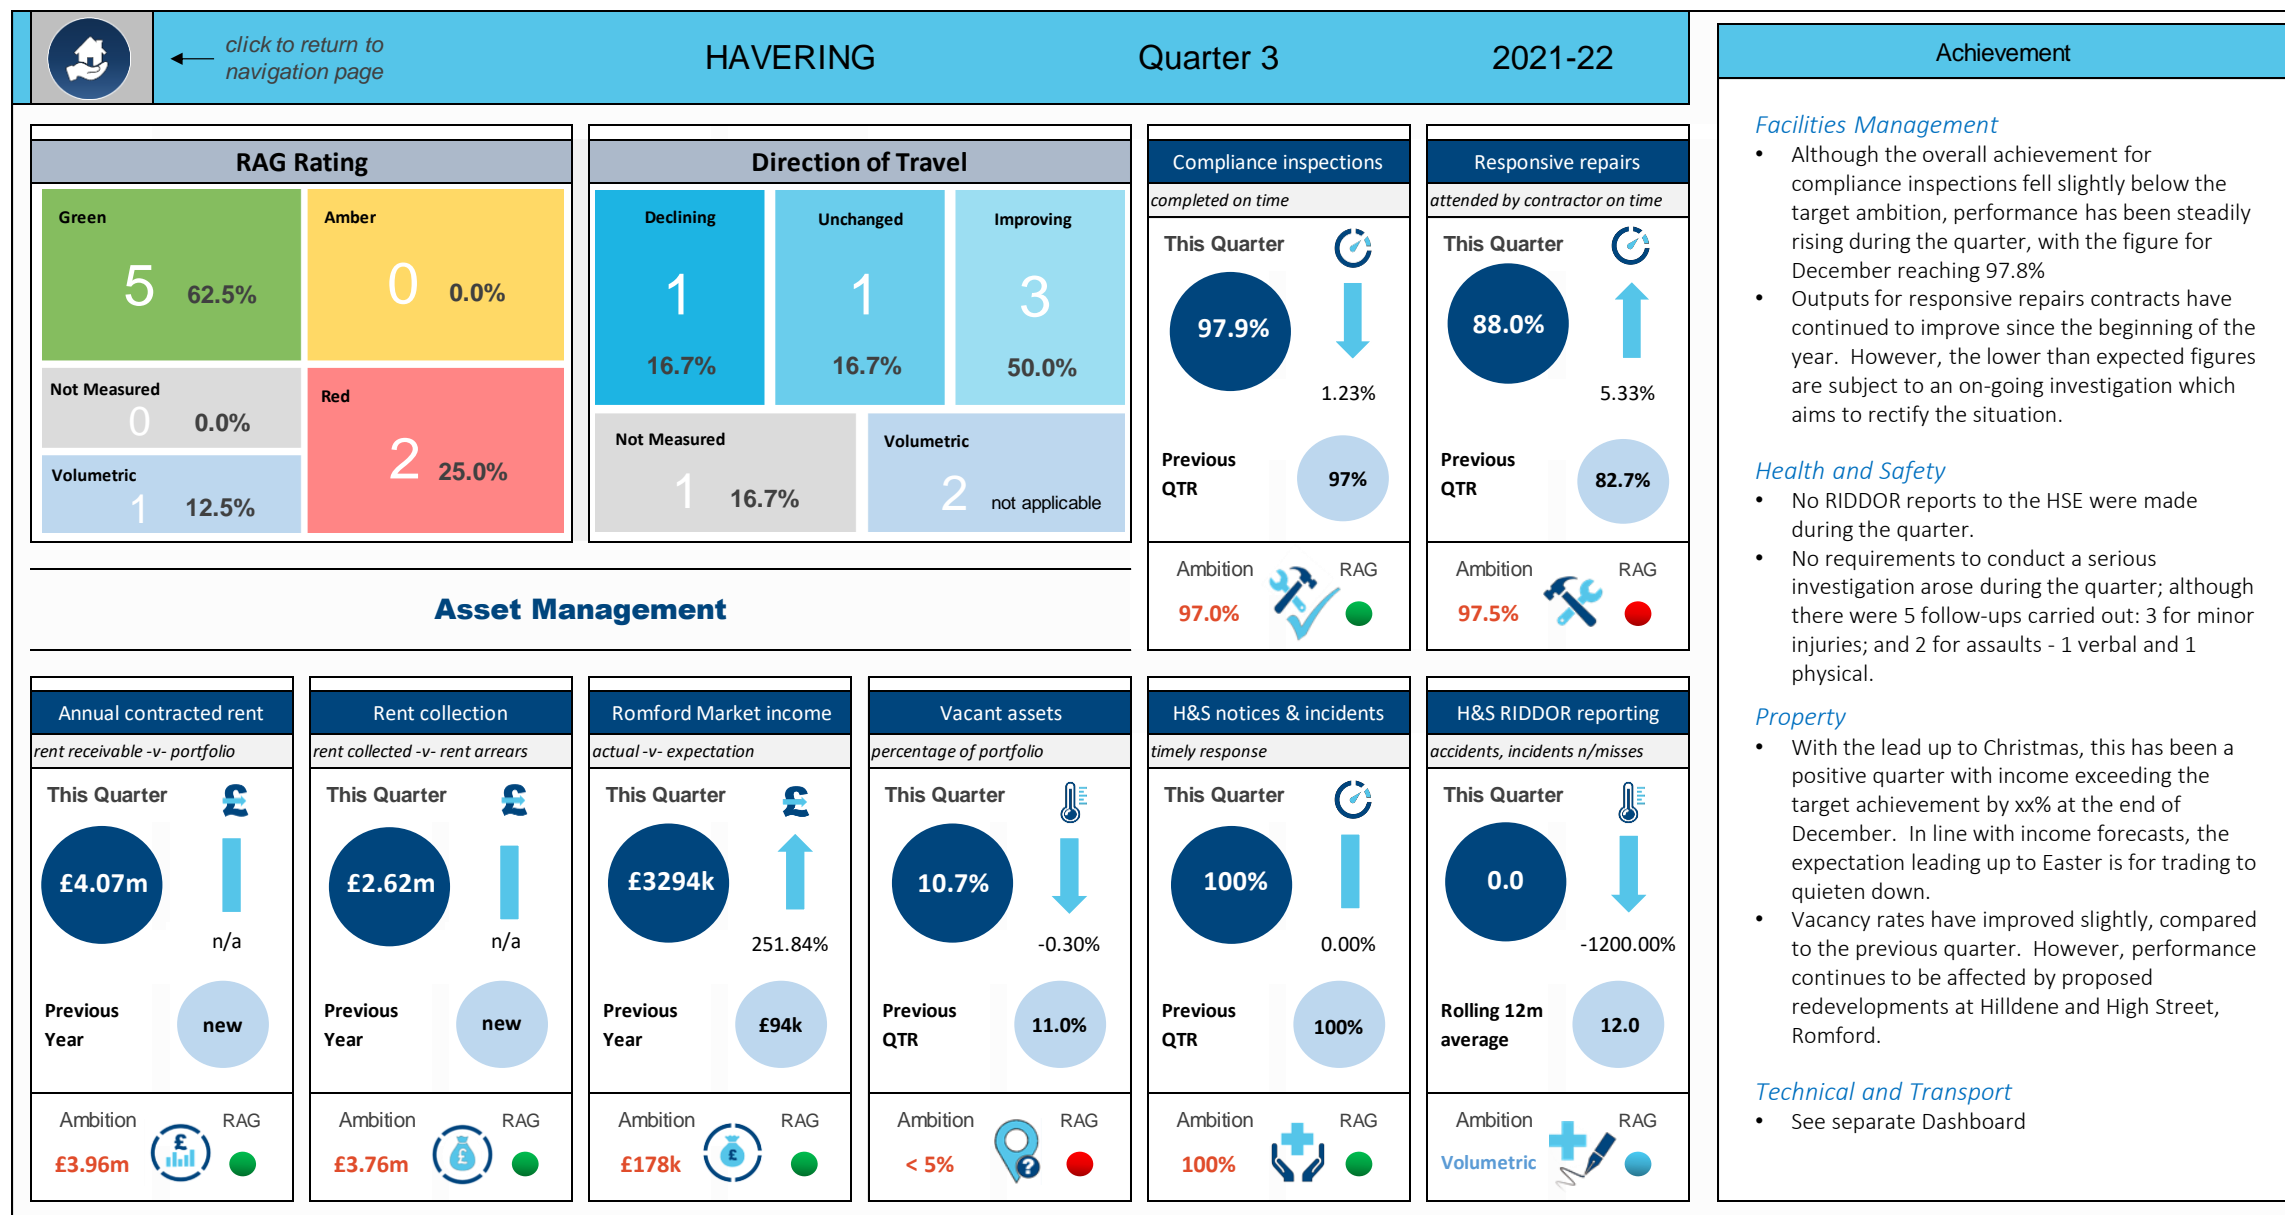 click to return to
navigation page
HAVERING
Quarter 3
2021-22
RAG Rating
Green
5 62.5%
Amber
0 0.0%
Not Measured
0 0.0%
Red
2 25.0%
Volumetric
1 12.5%
Direction of Travel
Declining
1
16.7%
Unchanged
1
16.7%
Improving
3
50.0%
Not Measured
1 16.7%
Volumetric
2 not applicable
Asset Management
Compliance inspections
completed on time
This Quarter
97.9%
1.23%
Previous
QTR
97%
Ambition
RAG
97.0%
Responsive repairs
attended by contractor on time
This Quarter
88.0%
5.33%
Previous
QTR
82.7%
Ambition
RAG
97.5%
Annual contracted rent
rent receivable -v- portfolio
This Quarter
£
£4.07m
n/a
Previous
Year
new
Ambition
RAG
£3.96m
£
Rent collection
rent collected -v- rent arrears
This Quarter
£
£2.62m
n/a
Previous
Year
new
Ambition
RAG
£3.76m
£
Romford Market income
actual -v- expectation
This Quarter
£
£3294k
251.84%
Previous
Year
£94k
Ambition
RAG
£178k
£
Vacant assets
percentage of portfolio
This Quarter
10.7%
-0.30%
Previous
QTR
11.0%
Ambition
RAG
< 5%
?
H&S notices & incidents
timely response
This Quarter
100%
0.00%
Previous
QTR
100%
Ambition
RAG
100%
H&S RIDDOR reporting
accidents, incidents n/misses
This Quarter
0.0
-1200.00%
Rolling 12m
average
12.0
Ambition
RAG
Volumetric
Achievement
Facilities Management
• Although the overall achievement for
compliance inspections fell slightly below the
target ambition, performance has been steadily
rising during the quarter, with the figure for
December reaching 97.8%
• Outputs for responsive repairs contracts have
continued to improve since the beginning of the
year. However, the lower than expected figures
are subject to an on-going investigation which
aims to rectify the situation.
Health and Safety
• No RIDDOR reports to the HSE were made
during the quarter.
• No requirements to conduct a serious
investigation arose during the quarter; although
there were 5 follow-ups carried out: 3 for minor
injuries; and 2 for assaults - 1 verbal and 1
physical.
Property
• With the lead up to Christmas, this has been a
positive quarter with income exceeding the
target achievement by xx% at the end of
December. In line with income forecasts, the
expectation leading up to Easter is for trading to
quieten down.
• Vacancy rates have improved slightly, compared
to the previous quarter. However, performance
continues to be affected by proposed
redevelopments at Hilldene and High Street,
Romford.
Technical and Transport
• See separate Dashboard